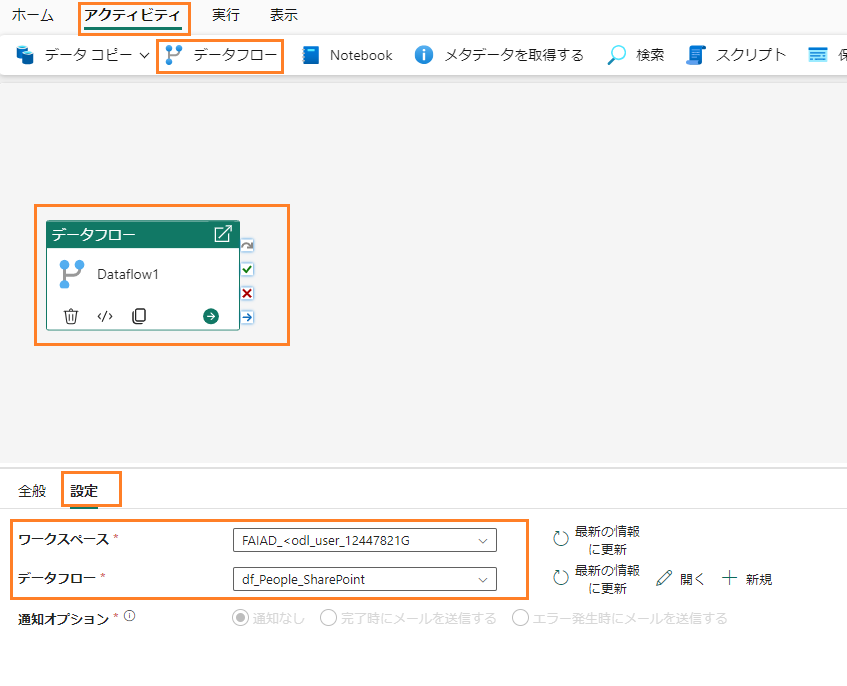 ホーム アクティビティ 実行 表示
データ コピー データフロー Notebook メタデータを取得する 検索 スクリプト
データフロー
Dataflow1
全般 設定
ワークスペース * FAIAD_<odl_user_12447821G 最新の情報に更新
データフロー * df_People_SharePoint 最新の情報に更新 開く 新規
通知オプション * 通知なし 完了時にメールを送信する エラー発生時にメールを送信する